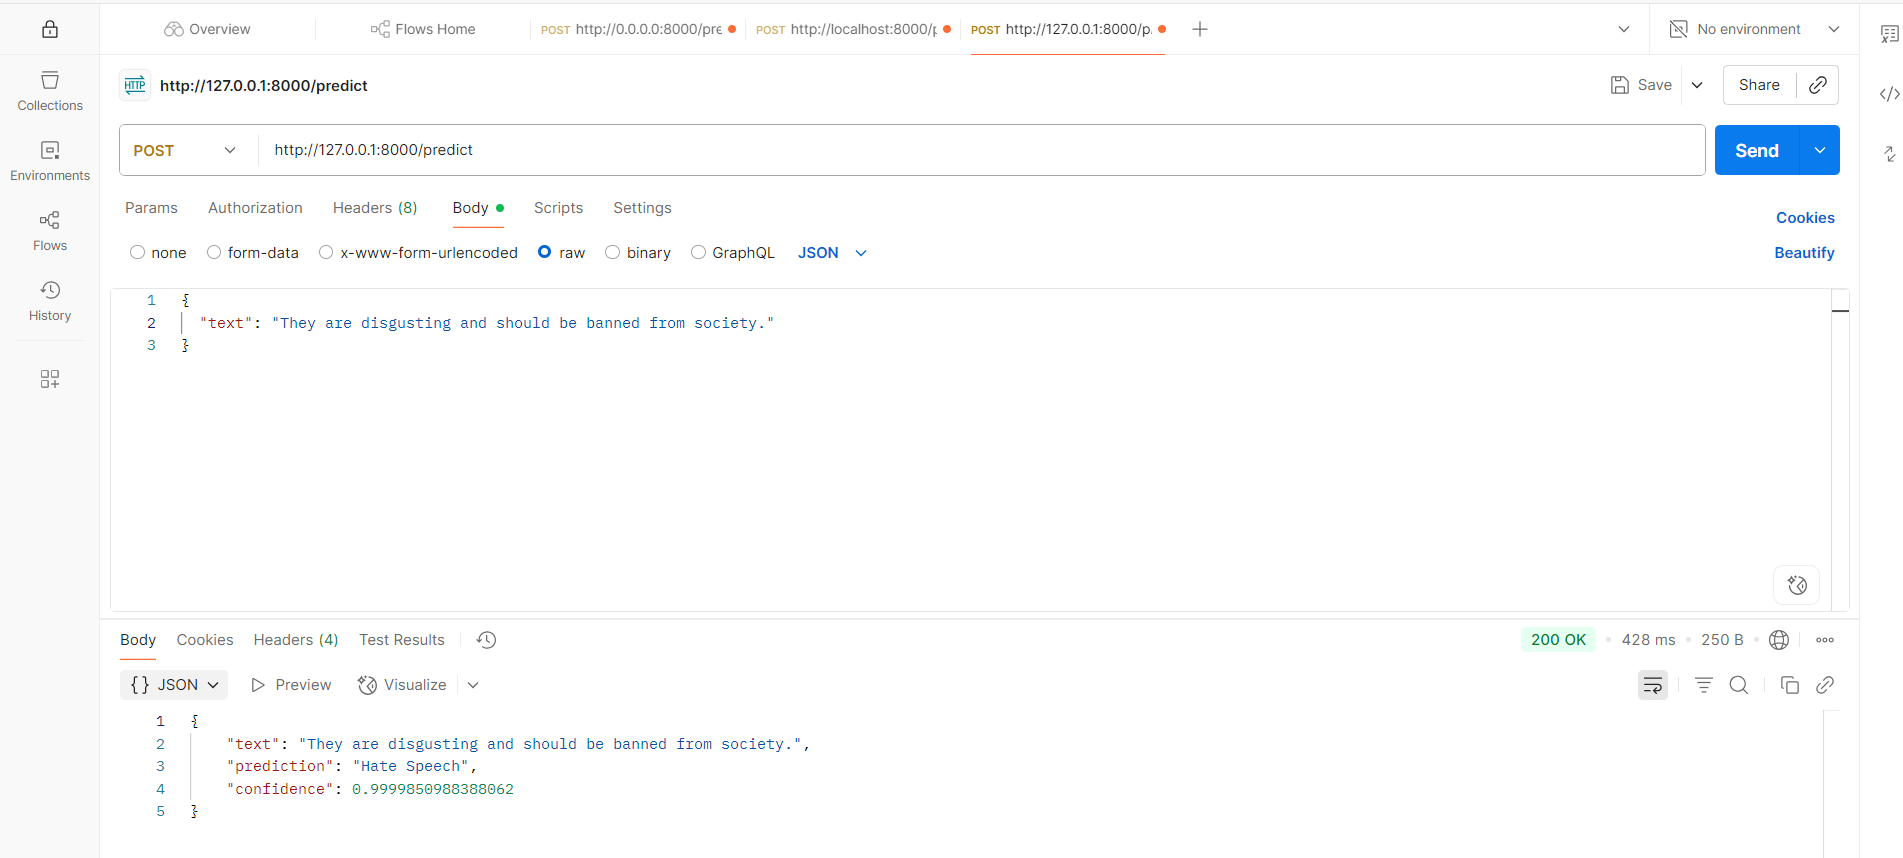 Overview
Flows Home
POST http://0.0.0.0:8000/pre
POST http://localhost:8000/p
POST http://127.0.0.1:8000/p.
No environment
Collections
Environments
Flows
History
HTTP http://127.0.0.1:8000/predict
Save
Share
POST
http://127.0.0.1:8000/predict
Send
Params
Authorization
Headers (8)
Body
Scripts
Settings
Cookies
none
form-data
x-www-form-urlencoded
raw
binary
GraphQL
JSON
Beautify
1 {
2 "text": "They are disgusting and should be banned from society."
3 }
Body
Cookies
Headers (4)
Test Results
200 OK
428 ms
250 B
{} JSON
Preview
Visualize
1 {
2 "text": "They are disgusting and should be banned from society.",
3 "prediction": "Hate Speech",
4 "confidence": 0.9999850988388062
5 }